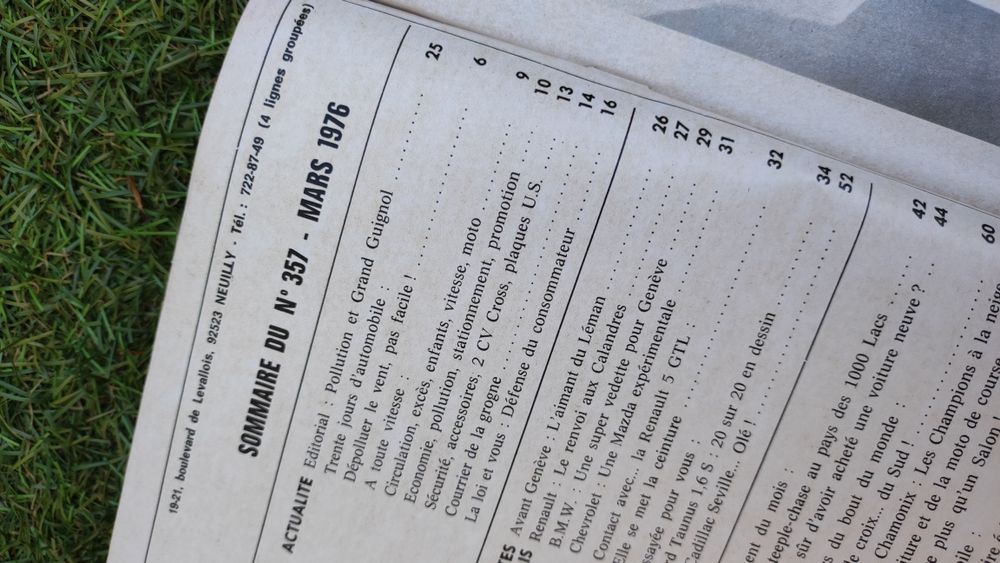 19-21, boulevard de Levallois, 92523 NEUILLY · Tél. : 722-87-49 (4 lignes groupées)
SOMMAIRE DU N° 357 - MARS 1976
ACTUALITE Editorial : Pollution et Grand Guignol 25
Trente jours d'automobile :
Dépolluer le vent, pas facile ! 6
A toute vitesse
Circulation, excès, enfants, vitesse, moto 9
Economie, pollution, stationnement, promotion 10
Sécurité, accessoires, 2 CV Cross, plaques U.S. 13
Courrier de la grogne 14
La loi et vous : Défense du consommateur 16
Avant Genève : L'aimant du Léman 26
Renault : Le renvoi aux Calandres 27
B.M.W. : Une super vedette pour Genève 29
Chevrolet : Une Mazda expérimentale 31
Contact avec... la Renault 5 GTL :
Elle se met la ceinture 32
pour vous :
Taunus 1,6 S : 20 sur 20 en dessin 34
Cadillac Seville... Olé ! 52
du mois :
au pays des 1000 Lacs 42
sûr d'avoir acheté une voiture neuve ? 44
du bout du monde :
croix... du Sud ! 60
Chamonix : Les Champions à la
et de la moto de course
plus qu'un Salon !